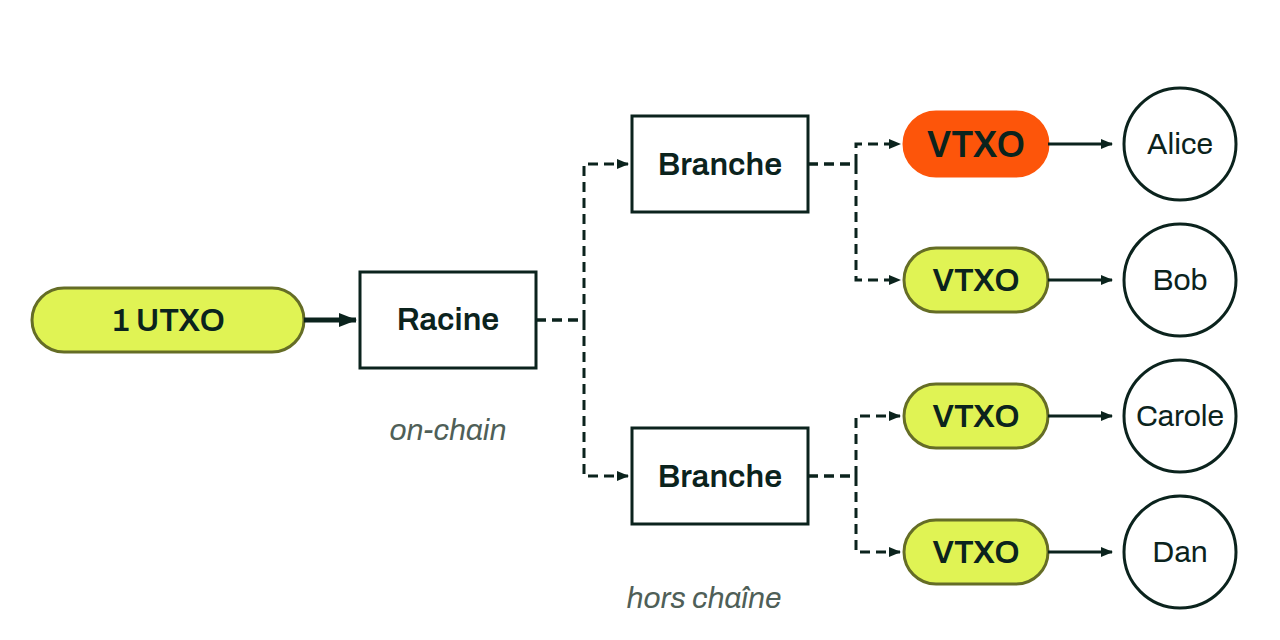 1 UTXO
Racine
on-chain
Branche
Branche
hors chaîne
VTXO
Alice
VTXO
Bob
VTXO
Carole
VTXO
Dan